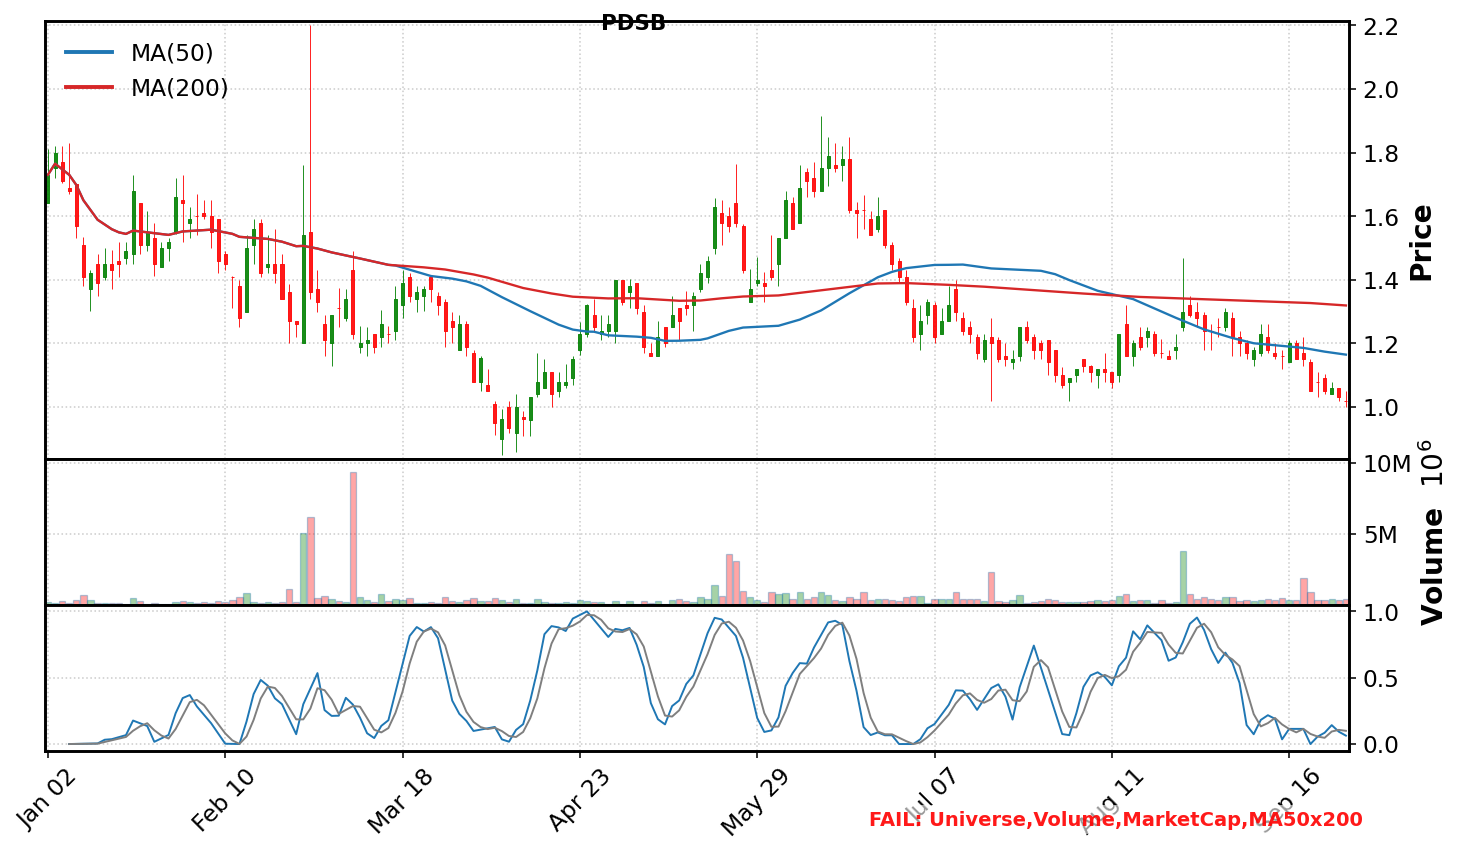 PDSB
MA(50)
MA(200)
2.2
2.0
1.8
1.6
1.4
1.2
1.0
Price
10M
5M
Volume 10^6
1.0
0.5
0.0
Jan 02
Feb 10
Mar 18
Apr 23
May 29
Jul 07
Aug 11
Sep 16
FAIL: Universe,Volume,MarketCap,MA50x200